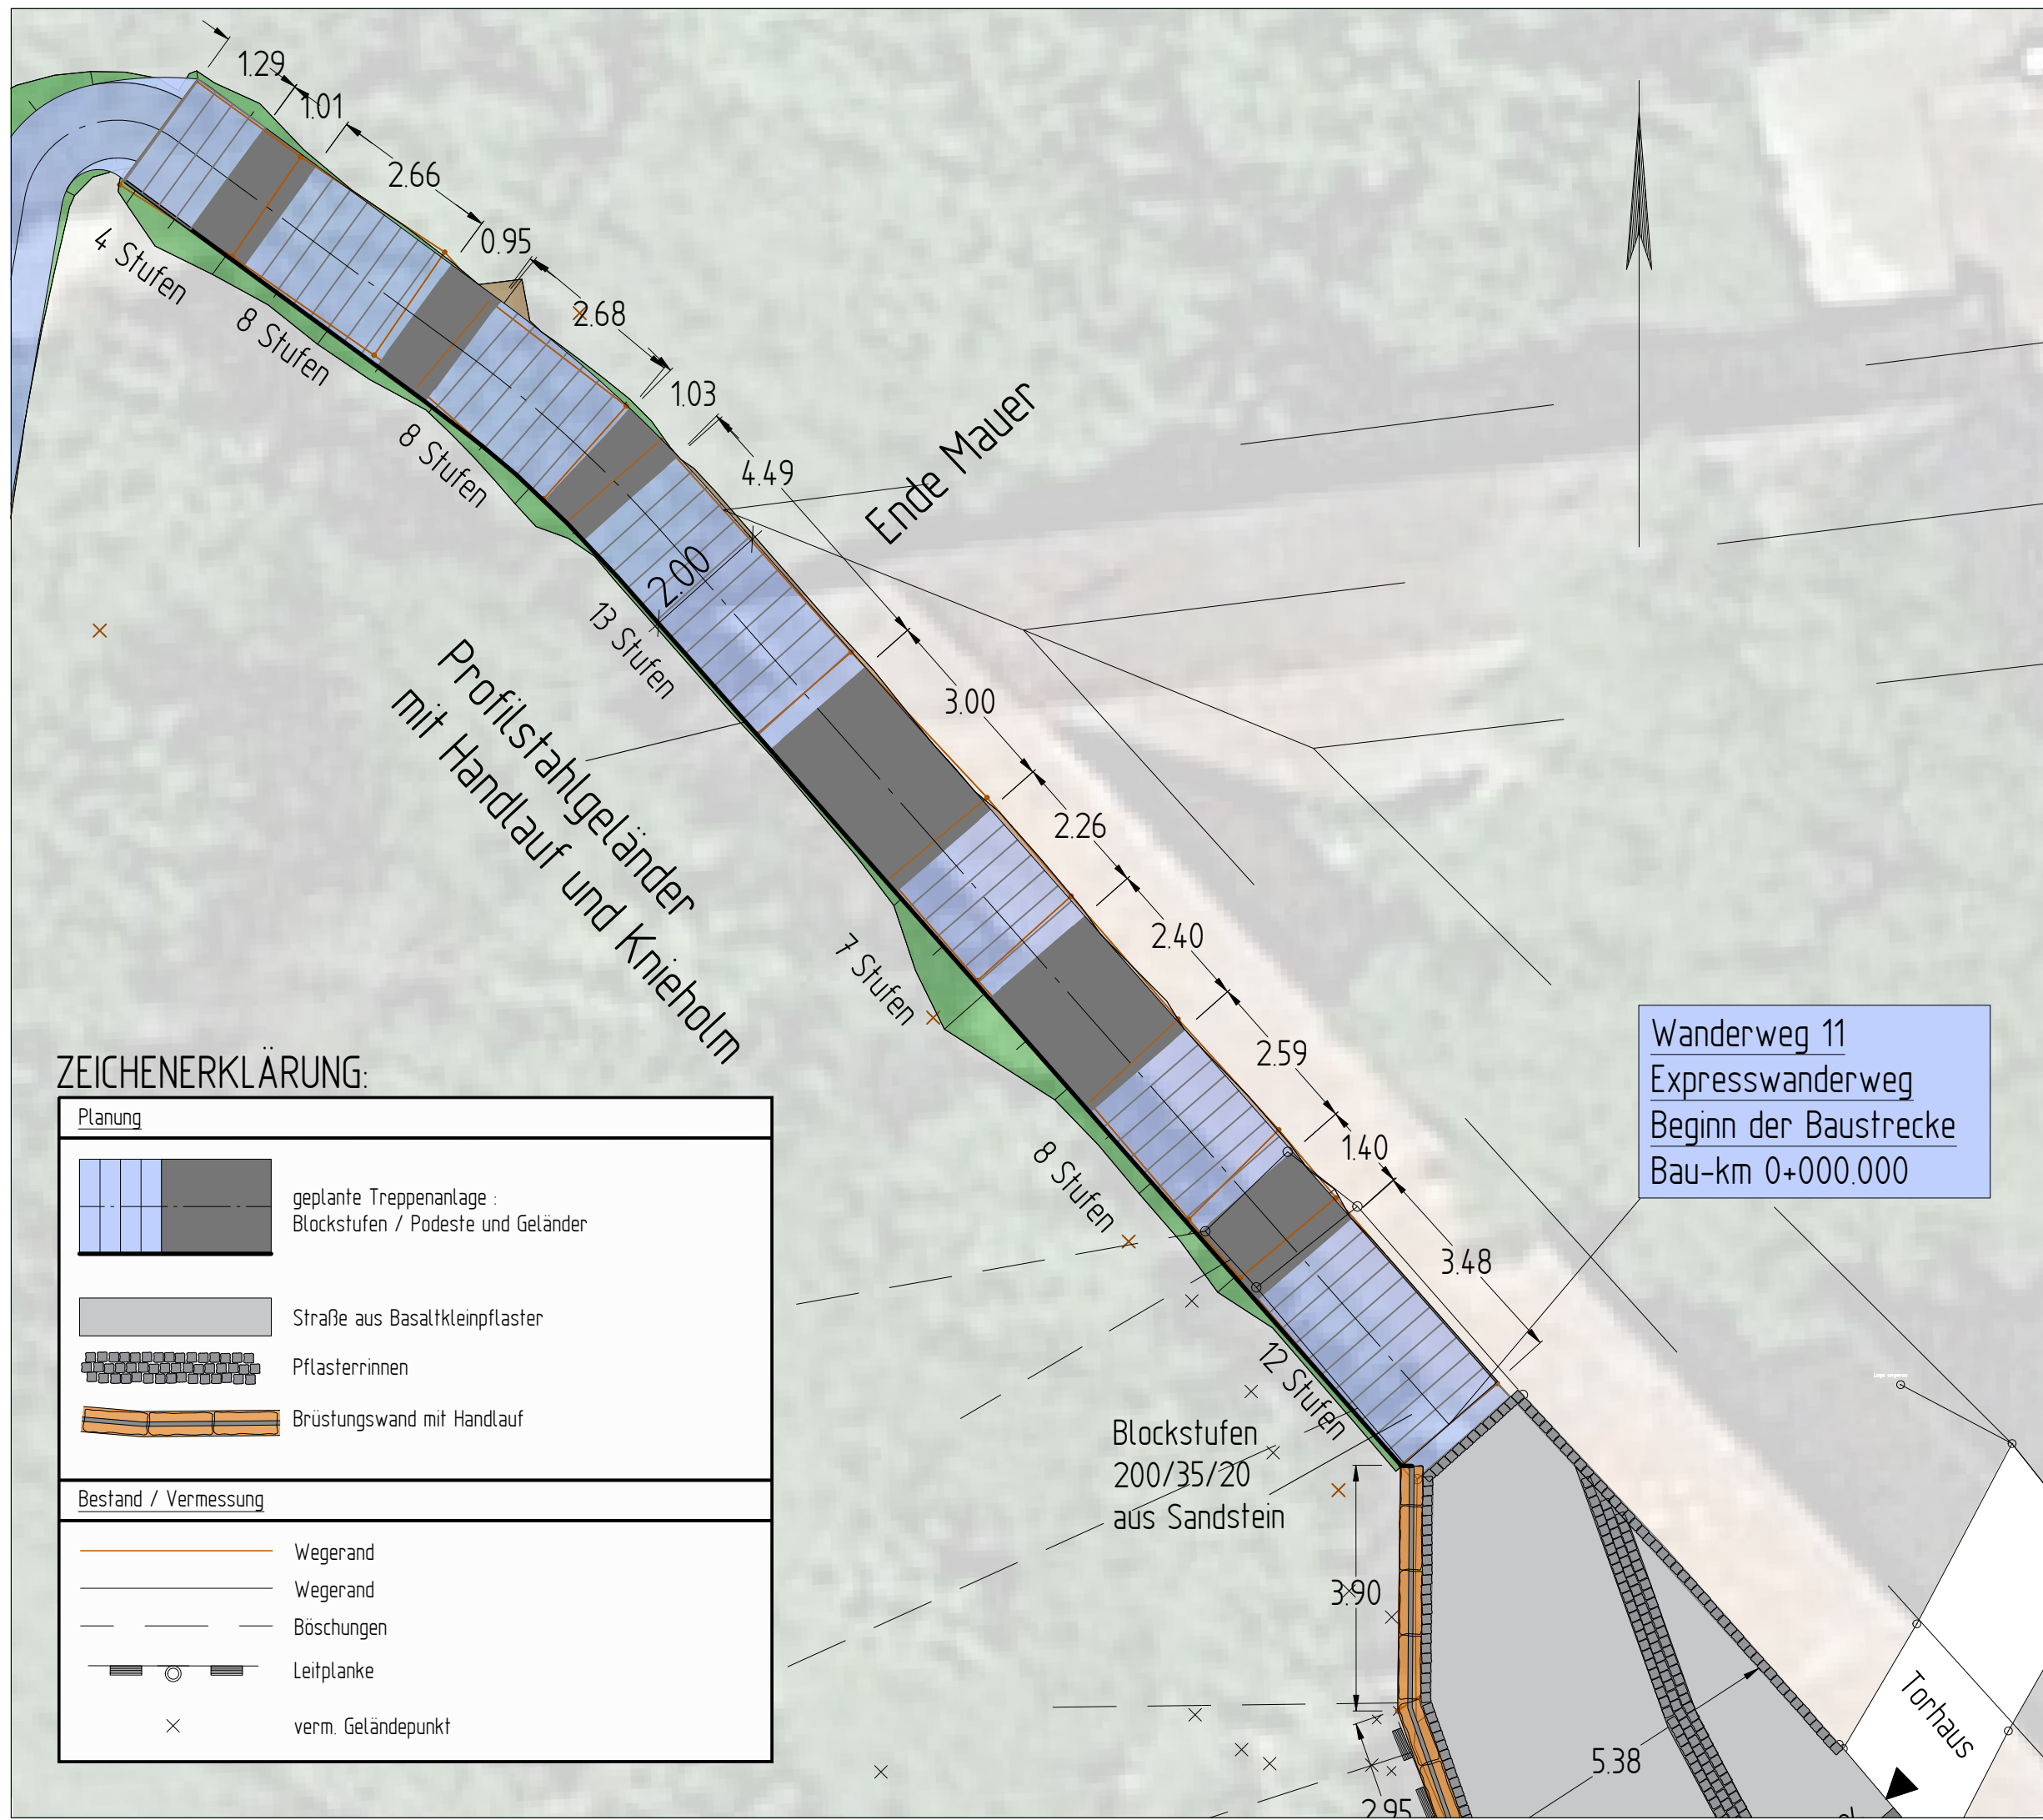 1.29
1.01
2.66
0.95
2.68
1.03
4.49
4 Stufen
8 Stufen
8 Stufen
Ende Mauer
2.00
13 Stufen
3.00
2.26
2.40
2.59
1.40
3.48
Profilstahlgeländer
mit Handlauf und Knieholm
7 Stufen
8 Stufen
12 Stufen
Wanderweg 11
Expresswanderweg
Beginn der Baustrecke
Bau-km 0+000.000
Blockstufen
200/35/20
aus Sandstein
3.90
2.95
5.38
Torhaus
ZEICHENERKLÄRUNG:
Planung
geplante Treppenanlage :
Blockstufen / Podeste und Geländer
Straße aus Basaltkleinpflaster
Pflasterrinnen
Brüstungswand mit Handlauf
Bestand / Vermessung
Wegerand
Wegerand
Böschungen
Leitplanke
verm. Geländepunkt